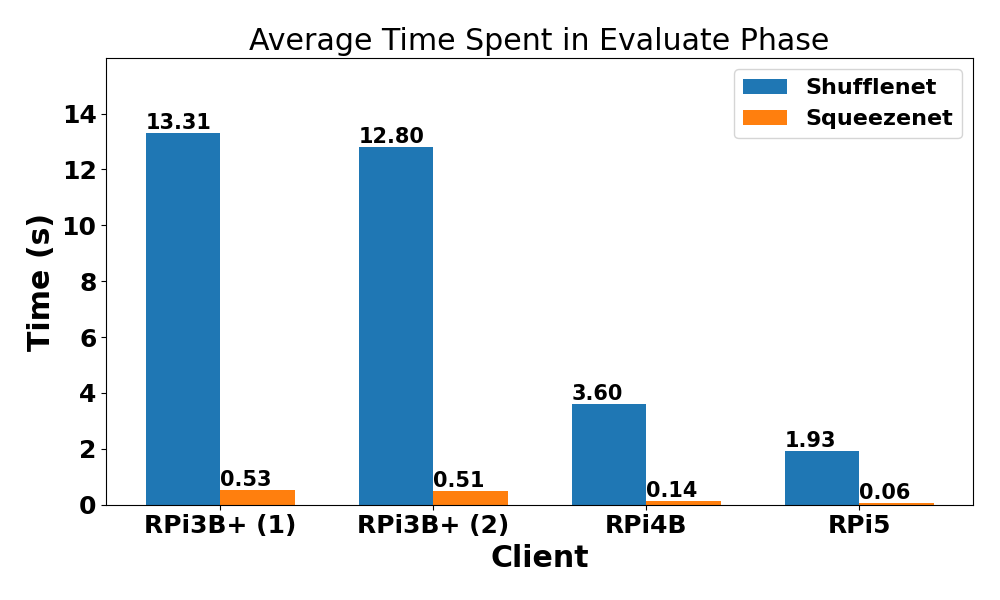 Average Time Spent in Evaluate Phase
Shufflenet
Squeezenet
Time (s)
14
12
10
8
6
4
2
0
13.31
0.53
12.80
0.51
3.60
0.14
1.93
0.06
RPi3B+ (1)
RPi3B+ (2)
RPi4B
RPi5
Client